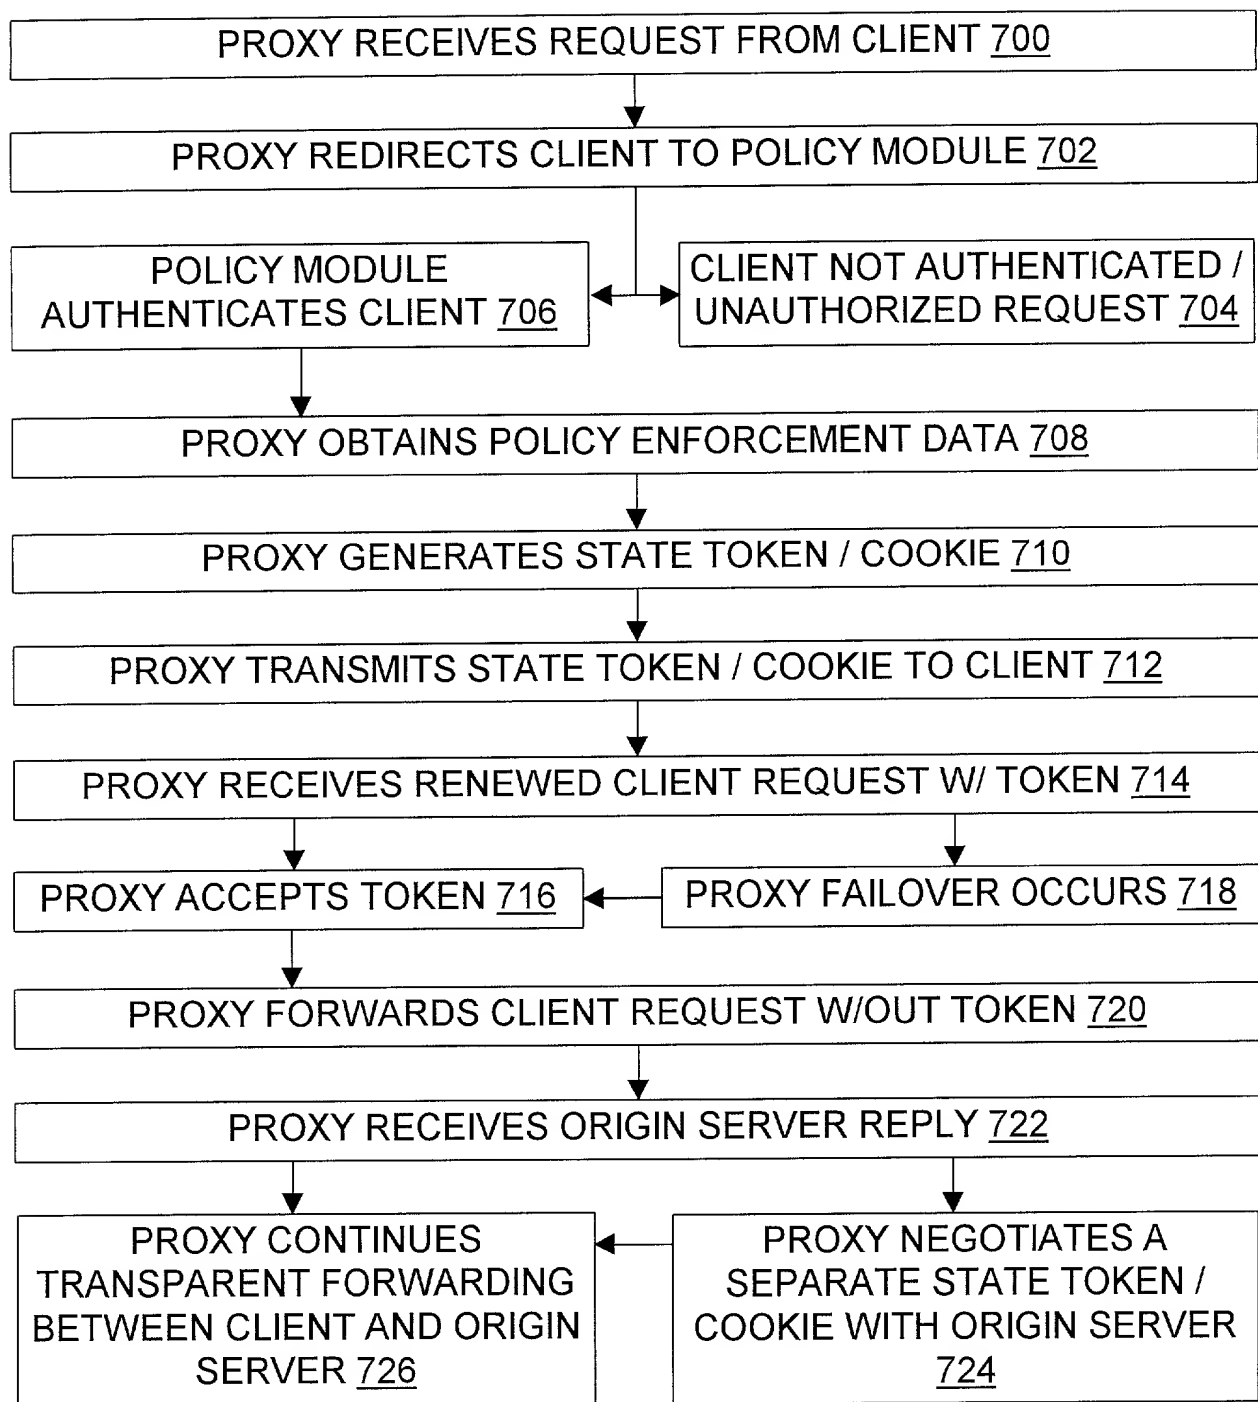 PROXY RECEIVES REQUEST FROM CLIENT 700
PROXY REDIRECTS CLIENT TO POLICY MODULE 702
POLICY MODULE
AUTHENTICATES CLIENT 706
CLIENT NOT AUTHENTICATED /
UNAUTHORIZED REQUEST 704
PROXY OBTAINS POLICY ENFORCEMENT DATA 708
PROXY GENERATES STATE TOKEN / COOKIE 710
PROXY TRANSMITS STATE TOKEN / COOKIE TO CLIENT 712
PROXY RECEIVES RENEWED CLIENT REQUEST W/ TOKEN 714
PROXY ACCEPTS TOKEN 716
PROXY FAILOVER OCCURS 718
PROXY FORWARDS CLIENT REQUEST W/OUT TOKEN 720
PROXY RECEIVES ORIGIN SERVER REPLY 722
PROXY CONTINUES
TRANSPARENT FORWARDING
BETWEEN CLIENT AND ORIGIN
SERVER 726
PROXY NEGOTIATES A
SEPARATE STATE TOKEN /
COOKIE WITH ORIGIN SERVER
724